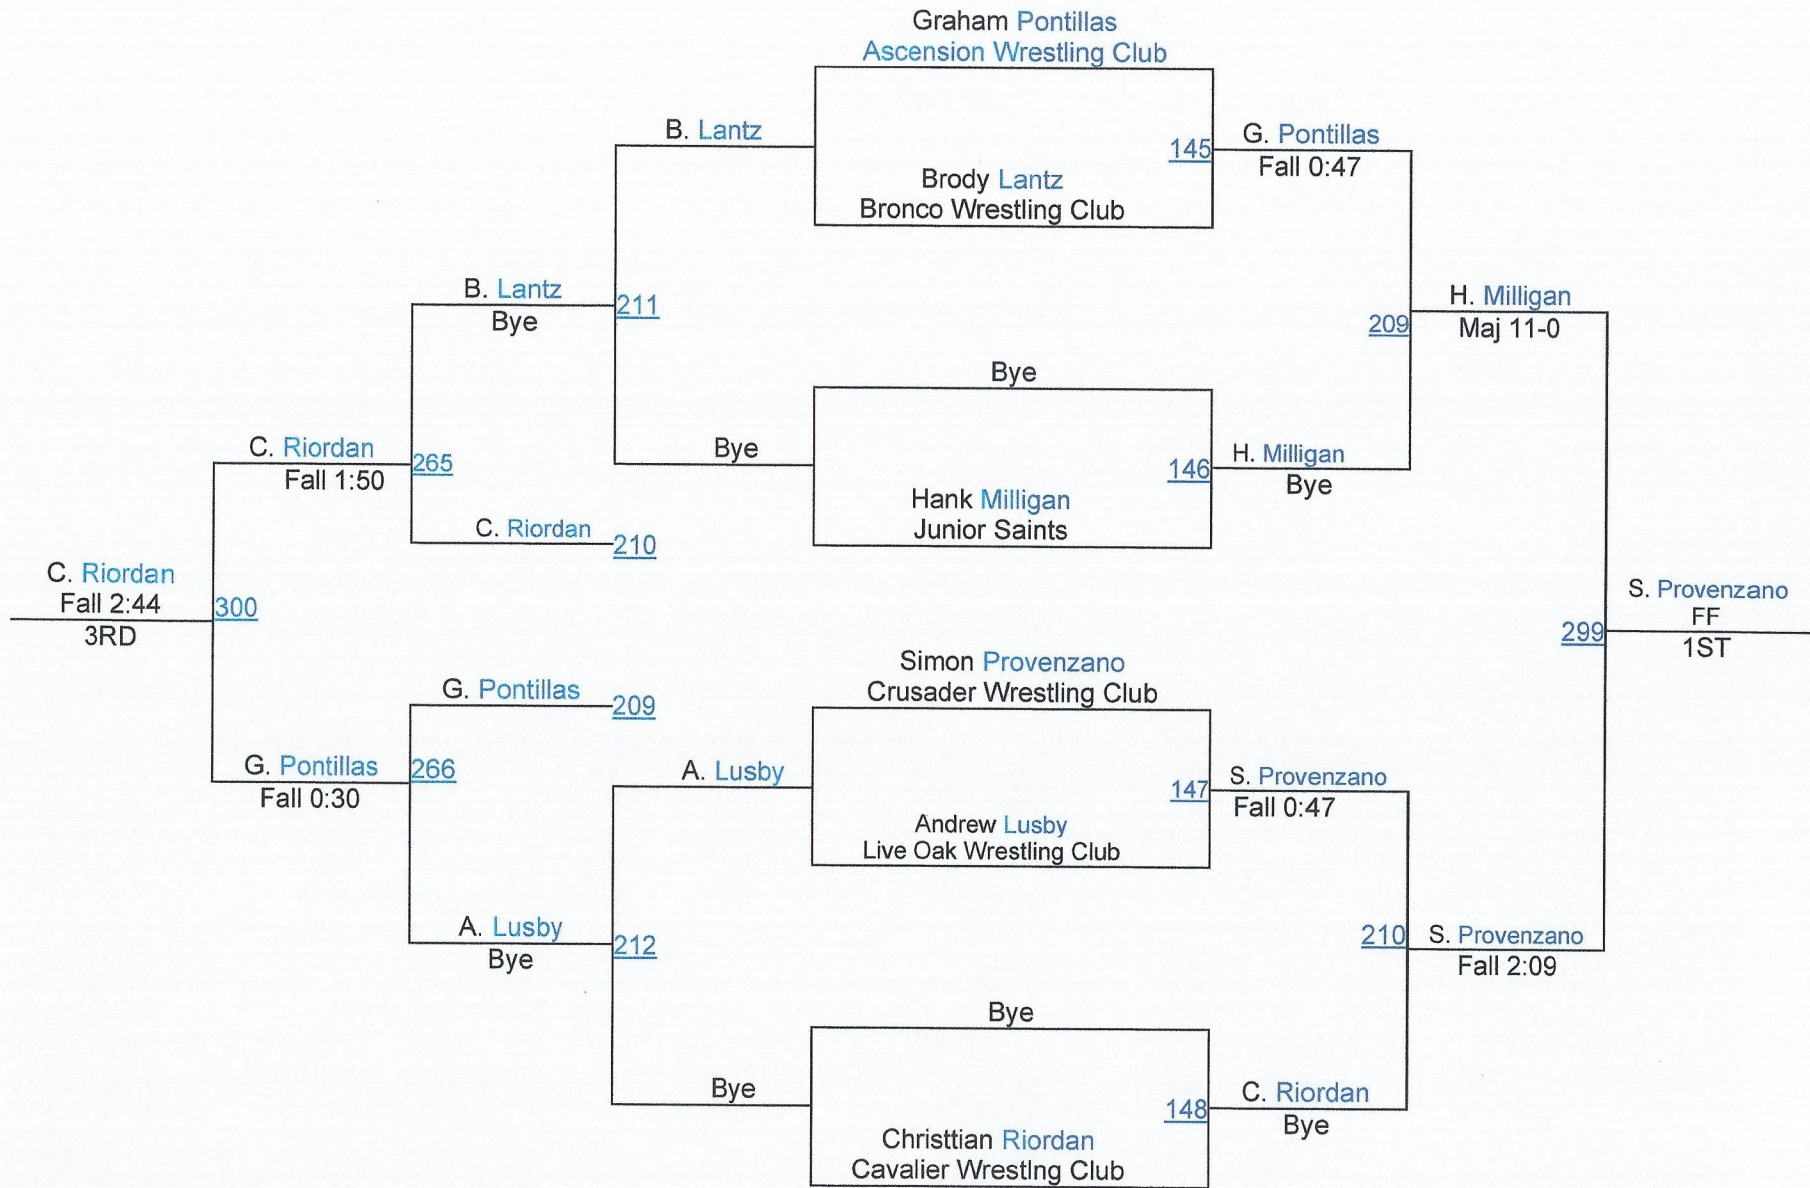 Graham Pontillas
Ascension Wrestling Club
B. Lantz
145
G. Pontillas
Fall 0:47
Brody Lantz
Bronco Wrestling Club
B. Lantz
Bye
211
209
H. Milligan
Maj 11-0
Bye
C. Riordan
Fall 1:50
265
Bye
146
H. Milligan
Bye
Hank Milligan
Junior Saints
C. Riordan
210
C. Riordan
Fall 2:44
3RD
300
S. Provenzano
FF
1ST
299
Simon Provenzano
Crusader Wrestling Club
G. Pontillas
209
G. Pontillas
Fall 0:30
266
A. Lusby
147
S. Provenzano
Fall 0:47
Andrew Lusby
Live Oak Wrestling Club
A. Lusby
Bye
212
210
S. Provenzano
Fall 2:09
Bye
Bye
148
C. Riordan
Bye
Christtian Riordan
Cavalier Wrestlng Club